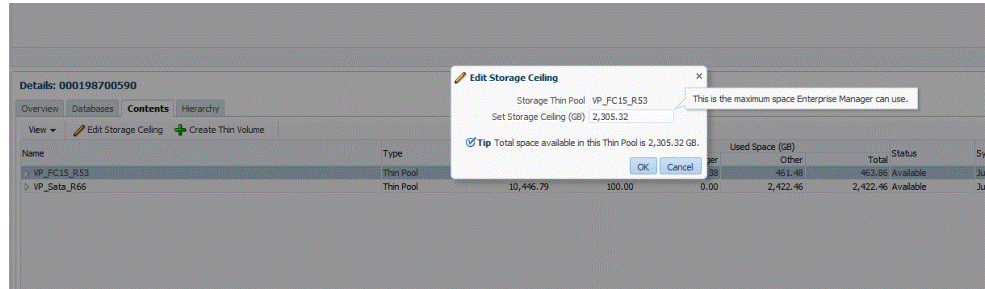 Details: 000198700590
Overview Databases Contents Hierarchy
View Edit Storage Ceiling Create Thin Volume
Edit Storage Ceiling
Storage Thin Pool VP_FC15_R53
Set Storage Ceiling (GB) 2,305.32
This is the maximum space Enterprise Manager can use.
Tip Total space available in this Thin Pool is 2,305.32 GB.
OK Cancel
Used Space (GB)
Name Type Other Total Status
VP_FC15_R53 Thin Pool 461.48 463.86 Available
VP_Sata_R66 Thin Pool 10,446.79 100.00 0.00 2,422.46 2,422.46 Available